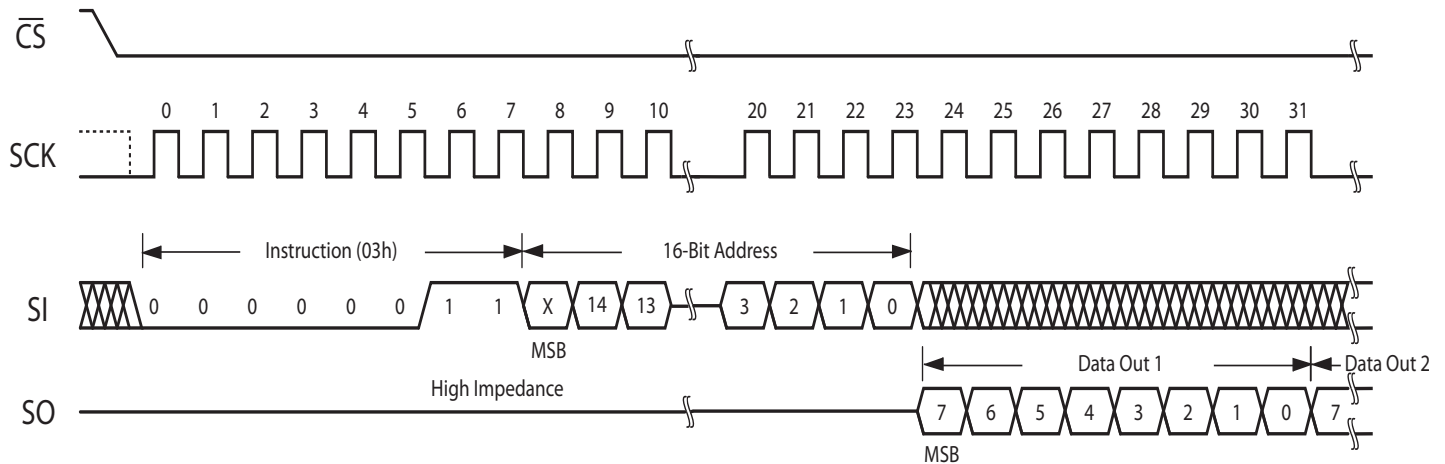 C̅S̅
0 1 2 3 4 5 6 7 8 9 10 20 21 22 23 24 25 26 27 28 29 30 31
SCK
Instruction (03h) 16-Bit Address
SI 0 0 0 0 0 0 1 1 X 14 13 3 2 1 0
MSB
Data Out 1 Data Out 2
High Impedance
SO 7 6 5 4 3 2 1 0 7
MSB